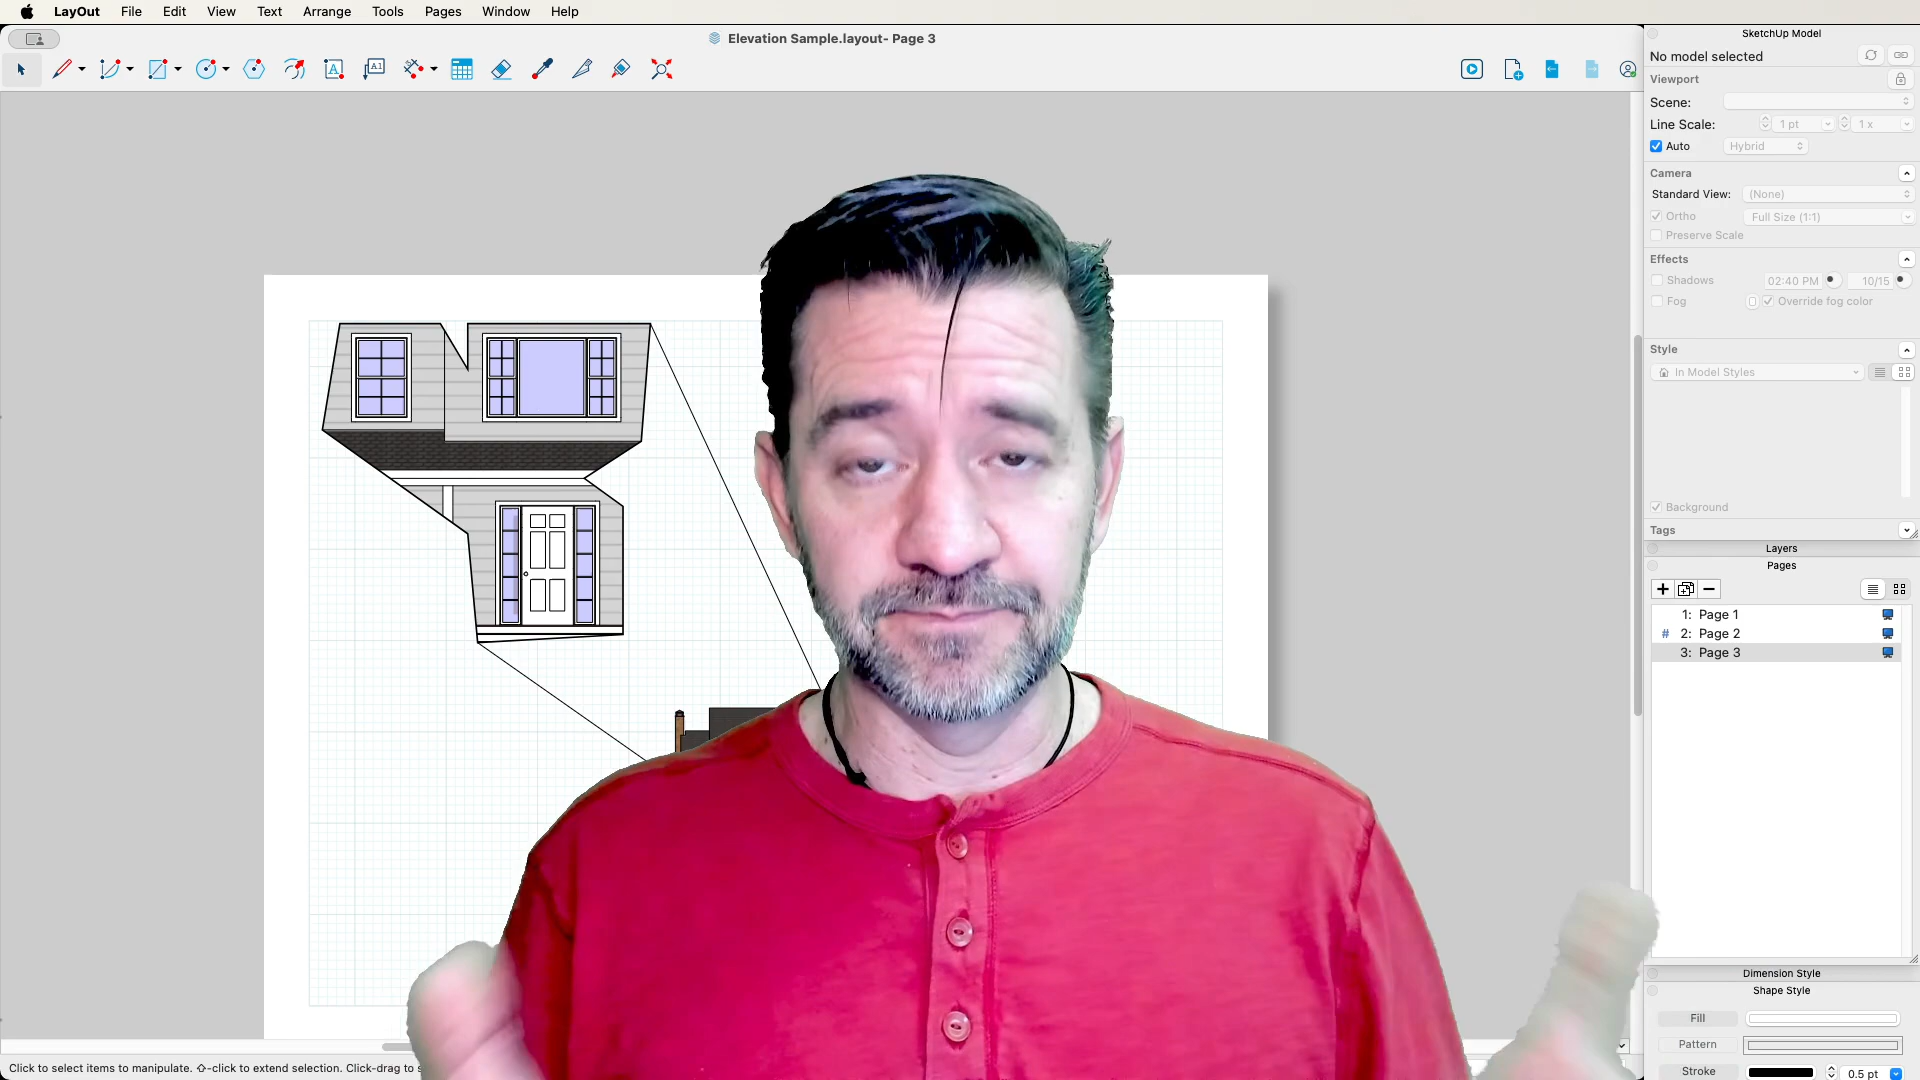 LayOut File Edit View Text Arrange Tools Pages Window Help
Elevation Sample.layout- Page 3
A1
SketchUp Model
No model selected
Viewport
Scene:
Line Scale: 1 pt 1 x
Auto Hybrid
Camera
Standard View: (None)
Ortho Full Size (1:1)
Preserve Scale
Effects
Shadows 02:40 PM 10/15
Fog Override fog color
Style
In Model Styles
Background
Tags
Layers
Pages
1: Page 1
# 2: Page 2
3: Page 3
Dimension Style
Shape Style
Fill
Pattern
Stroke 0.5 pt
Click to select items to manipulate. ⇧-click to extend selection. Click-drag to